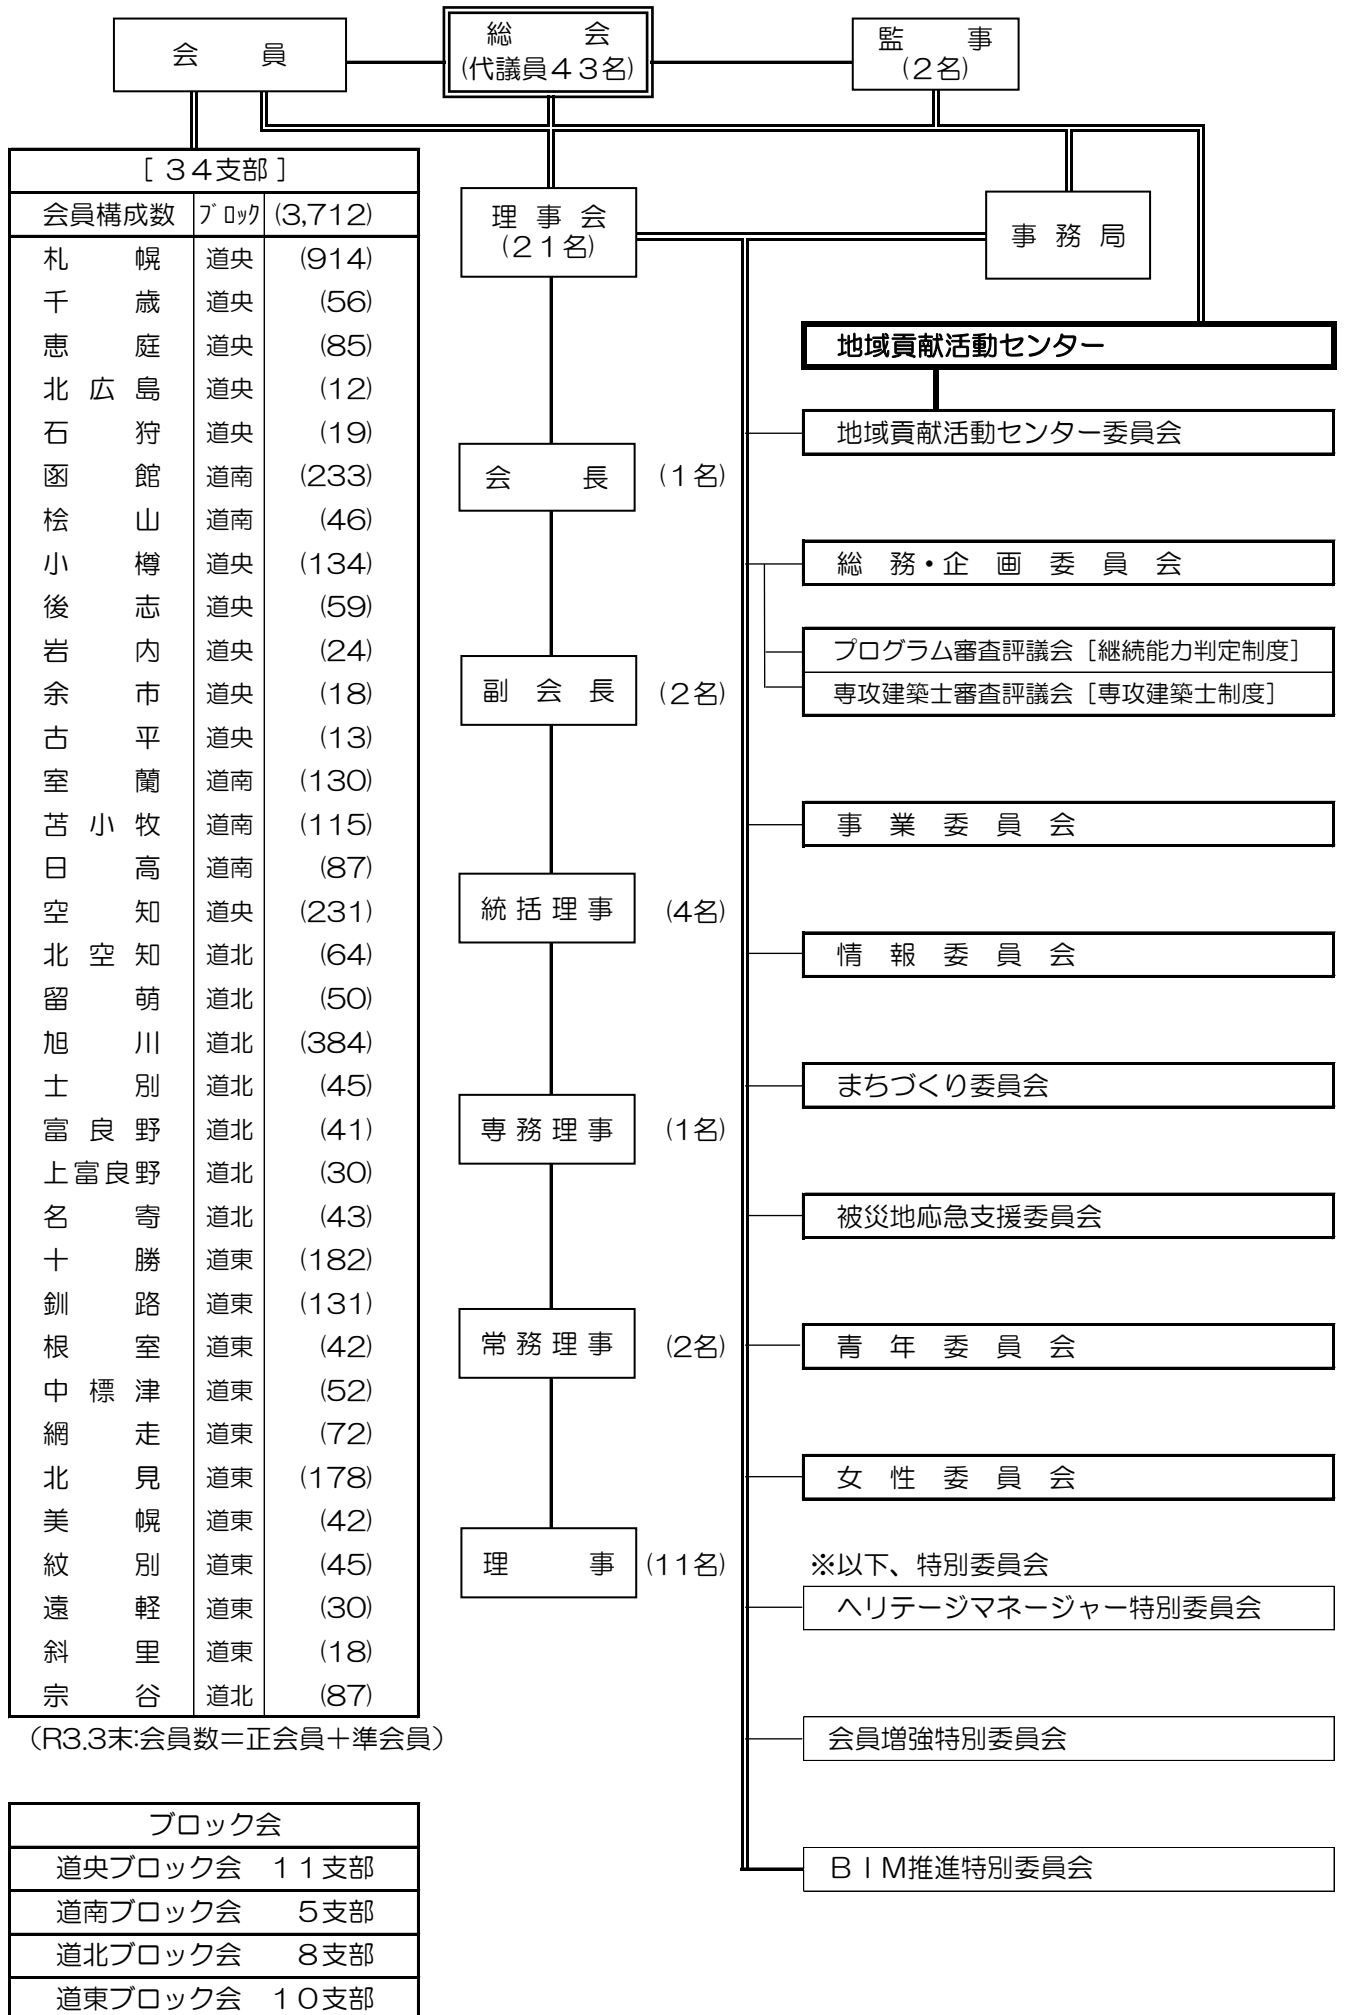 会員
総会
(代議員43名)
監事
(2名)
[ 34支部 ]
会員構成数 ブロック (3,712)
札幌 道央 (914)
千歳 道央 (56)
恵庭 道央 (85)
北広島 道央 (12)
石狩 道央 (19)
函館 道南 (233)
桧山 道南 (46)
小樽 道央 (134)
後志 道央 (59)
岩内 道央 (24)
余市 道央 (18)
古平 道央 (13)
室蘭 道南 (130)
苫小牧 道南 (115)
日高 道南 (87)
空知 道央 (231)
北空知 道北 (64)
留萌 道北 (50)
旭川 道北 (384)
士別 道北 (45)
富良野 道北 (41)
上富良野 道北 (30)
名寄 道北 (43)
十勝 道東 (182)
釧路 道東 (131)
根室 道東 (42)
中標津 道東 (52)
網走 道東 (72)
北見 道東 (178)
美幌 道東 (42)
紋別 道東 (45)
遠軽 道東 (30)
斜里 道東 (18)
宗谷 道北 (87)
(R3.3末:会員数=正会員+準会員)
ブロック会
道央ブロック会 11支部
道南ブロック会 5支部
道北ブロック会 8支部
道東ブロック会 10支部
理事会
(21名)
会長 (1名)
副会長 (2名)
統括理事 (4名)
専務理事 (1名)
常務理事 (2名)
理事 (11名)
事務局
地域貢献活動センター
地域貢献活動センター委員会
総務・企画委員会
プログラム審査評議会［継続能力判定制度］
専攻建築士審査評議会［専攻建築士制度］
事業委員会
情報委員会
まちづくり委員会
被災地応急支援委員会
青年委員会
女性委員会
※以下、特別委員会
ヘリテージマネージャー特別委員会
会員増強特別委員会
BIM推進特別委員会